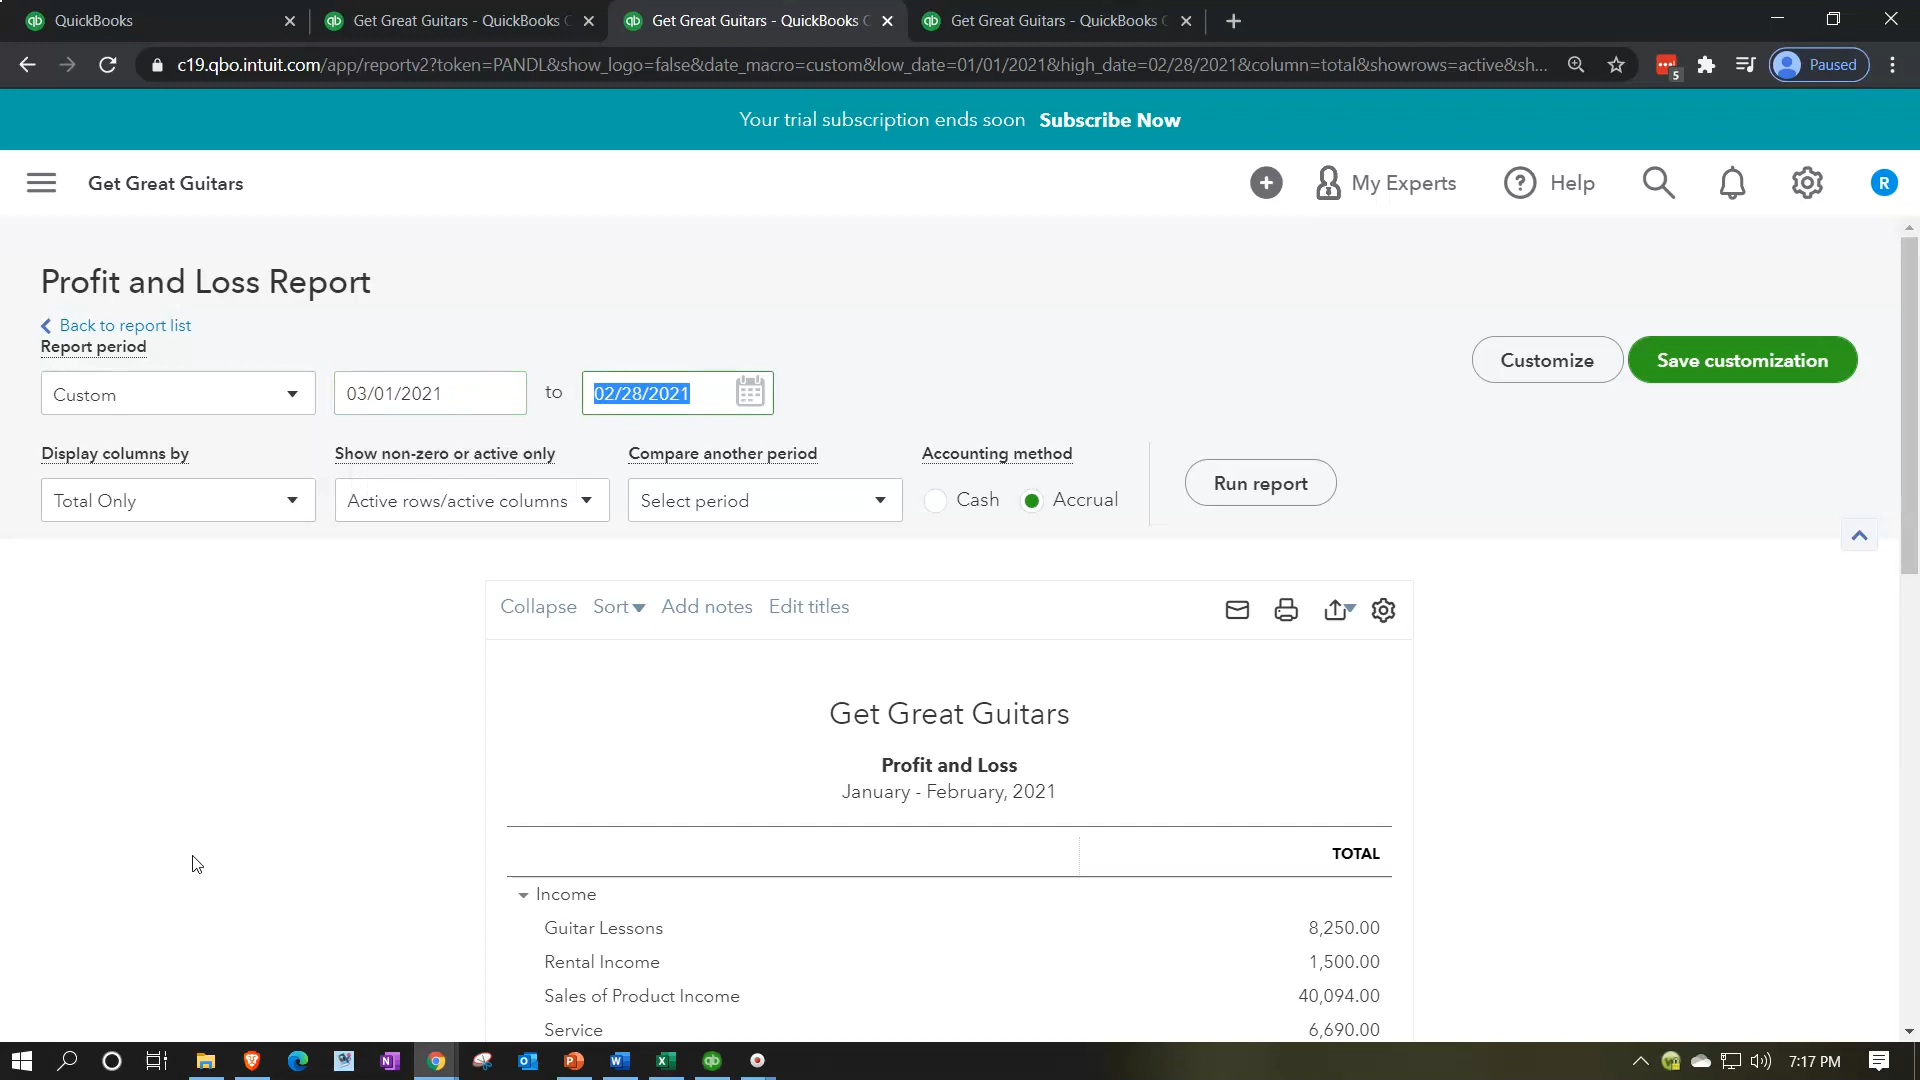 QuickBooks
Get Great Guitars - QuickBooks
Get Great Guitars - QuickBooks
Get Great Guitars - QuickBooks
c19.qbo.intuit.com/app/reportv2?token=PANDL&show_logo=false&date_macro=custom&low_date=01/01/2021&high_date=02/28/2021&column=total&showrows=active&sh...
5
Paused
Your trial subscription ends soon Subscribe Now
Get Great Guitars
My Experts
Help
R
Profit and Loss Report
Back to report list
Report period
Custom
03/01/2021
to
02/28/2021
Customize
Save customization
Display columns by
Show non-zero or active only
Compare another period
Accounting method
Total Only
Active rows/active columns
Select period
Cash
Accrual
Run report
Collapse
Sort
Add notes
Edit titles
Get Great Guitars
Profit and Loss
January - February, 2021
TOTAL
Income
Guitar Lessons 8,250.00
Rental Income 1,500.00
Sales of Product Income 40,094.00
Service 6,690.00
7:17 PM